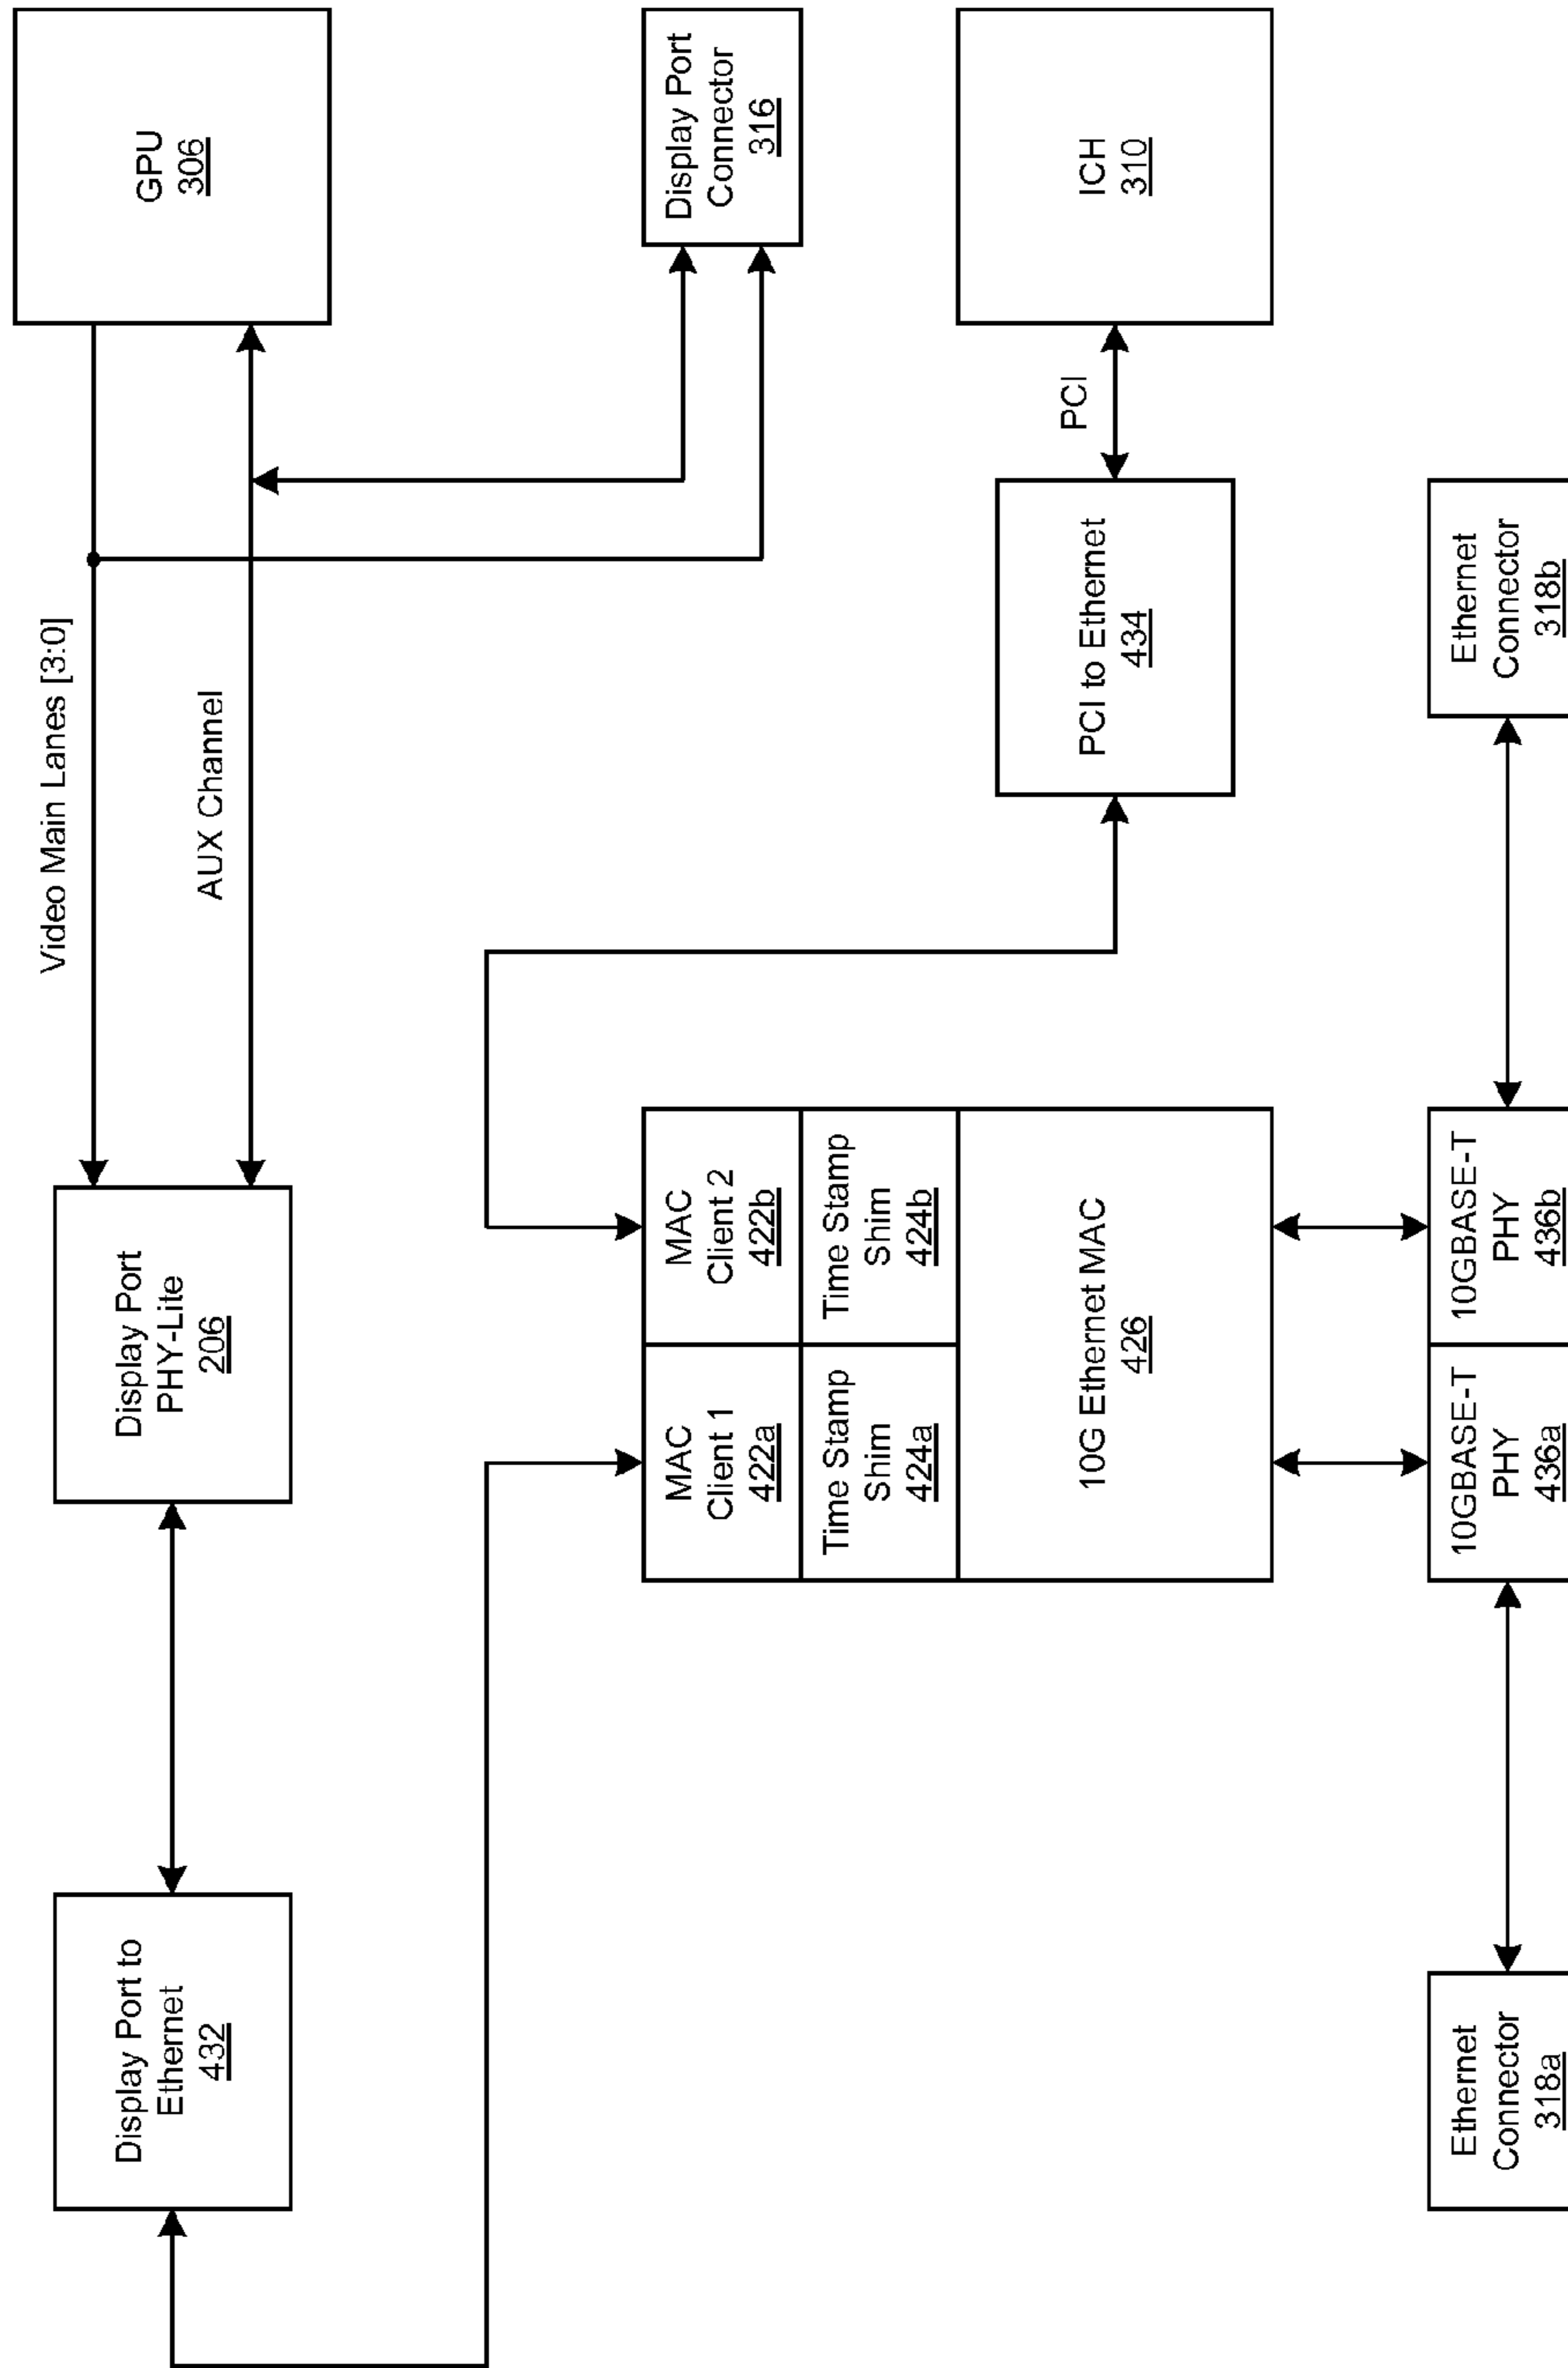 Display Port to
Ethernet
432
Display Port
PHY-Lite
206
Video Main Lanes [3:0]
AUX Channel
GPU
306
Display Port
Connector
316
MAC
Client 1
422a
MAC
Client 2
422b
Time Stamp
Shim
424a
Time Stamp
Shim
424b
10G Ethernet MAC
426
PCI to Ethernet
434
PCI
ICH
310
Ethernet
Connector
318a
10GBASE-T
PHY
436a
10GBASE-T
PHY
436b
Ethernet
Connector
318b